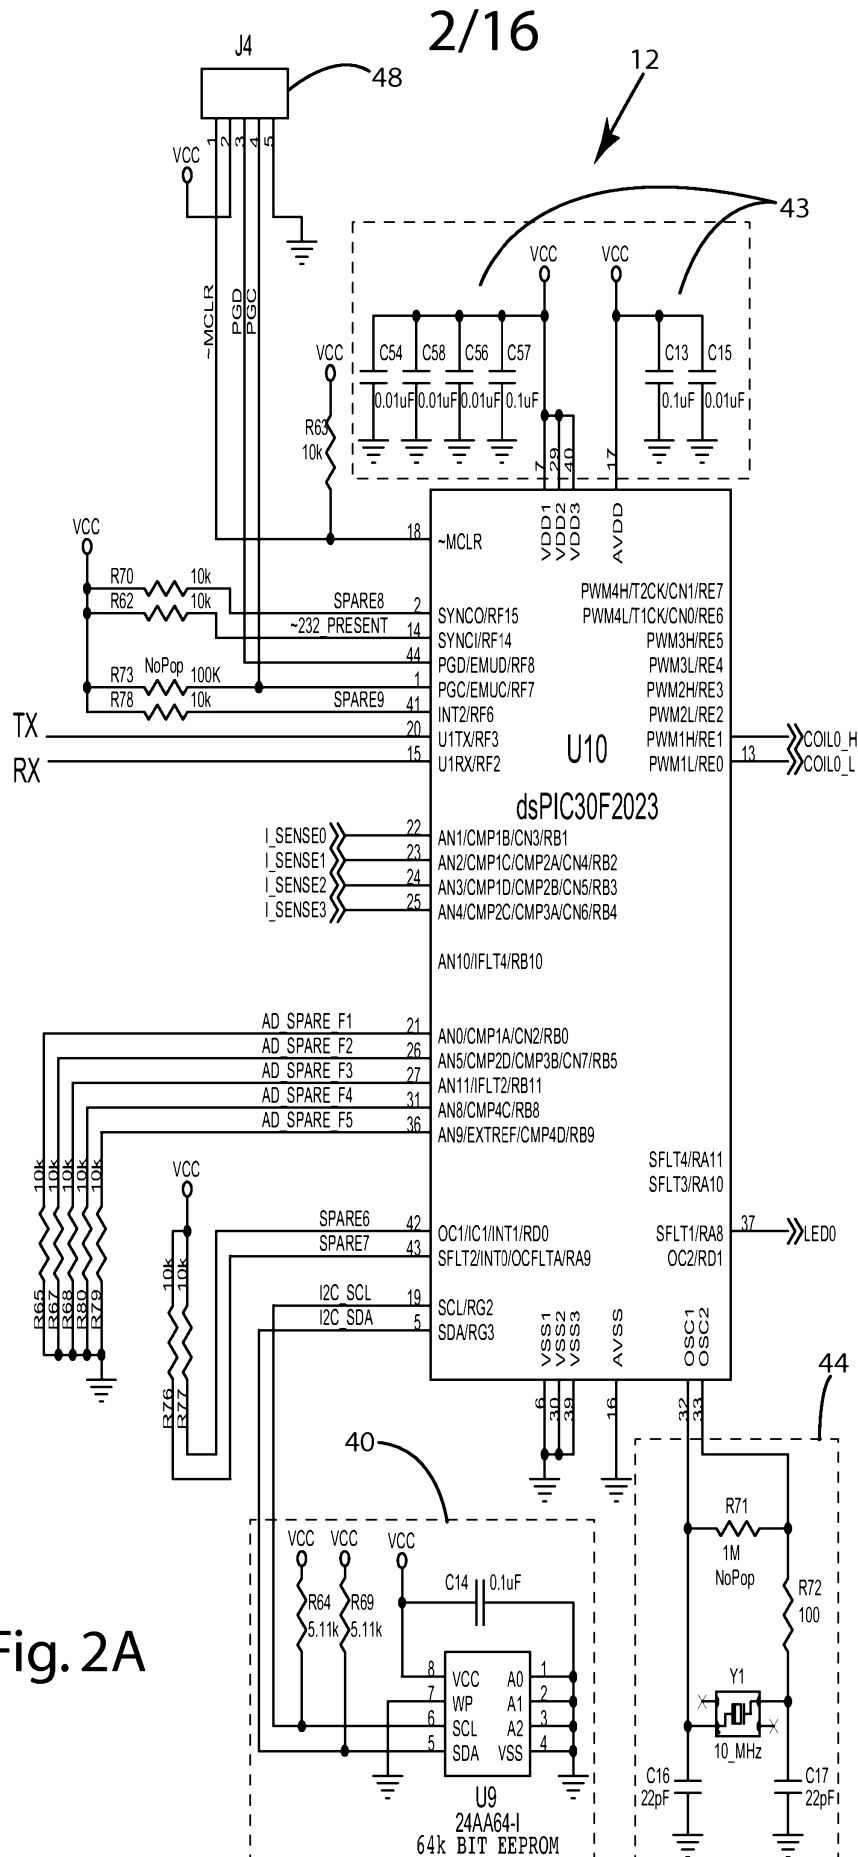 2/16
J4
48
12
43
1
2
3
4
5
VCC
~MCLR
PGD
PGC
VCC
VCC
VCC
C54
C58
C56
C57
C13
C15
0.01uF
0.01uF
0.01uF
0.1uF
0.1uF
0.01uF
R63
10k
7
29
40
17
VDD1
VDD2
VDD3
AVDD
18
~MCLR
VCC
R70
10k
R62
10k
SPARE8
2
SYNCO/RF15
~232_PRESENT
14
SYNCI/RF14
44
PGD/EMUD/RF8
NoPop
R73
100K
1
PGC/EMUC/RF7
R78
10k
SPARE9
41
INT2/RF6
TX
20
U1TX/RF3
RX
15
U1RX/RF2
PWM4H/T2CK/CN1/RE7
PWM4L/T1CK/CN0/RE6
PWM3H/RE5
PWM3L/RE4
PWM2H/RE3
PWM2L/RE2
PWM1H/RE1
COIL0_H
PWM1L/RE0
13
COIL0_L
U10
dsPIC30F2023
I_SENSE0
22
AN1/CMP1B/CN3/RB1
I_SENSE1
23
AN2/CMP1C/CMP2A/CN4/RB2
I_SENSE2
24
AN3/CMP1D/CMP2B/CN5/RB3
I_SENSE3
25
AN4/CMP2C/CMP3A/CN6/RB4
AN10/IFLT4/RB10
AD_SPARE_F1
21
AN0/CMP1A/CN2/RB0
AD_SPARE_F2
26
AN5/CMP2D/CMP3B/CN7/RB5
AD_SPARE_F3
27
AN11/IFLT2/RB11
AD_SPARE_F4
31
AN8/CMP4C/RB8
AD_SPARE_F5
36
AN9/EXTREF/CMP4D/RB9
10k
10k
10k
10k
10k
R65
R67
R68
R80
R79
SFLT4/RA11
SFLT3/RA10
VCC
SPARE6
42
OC1/IC1/INT1/RD0
SPARE7
43
SFLT2/INT0/OCFLTA/RA9
SFLT1/RA8
37
LED0
OC2/RD1
10k
10k
R76
R77
I2C_SCL
19
SCL/RG2
I2C_SDA
5
SDA/RG3
VSS1
VSS2
VSS3
AVSS
OSC1
OSC2
6
30
39
16
32
33
44
40
VCC
VCC
VCC
R64
5.11k
R69
5.11k
C14
0.1uF
8
VCC
A0
1
7
WP
A1
2
6
SCL
A2
3
5
SDA
VSS
4
U9
24AA64-I
64k BIT EEPROM
R71
1M
NoPop
R72
100
Y1
10_MHz
C16
22pF
C17
22pF
Fig. 2A